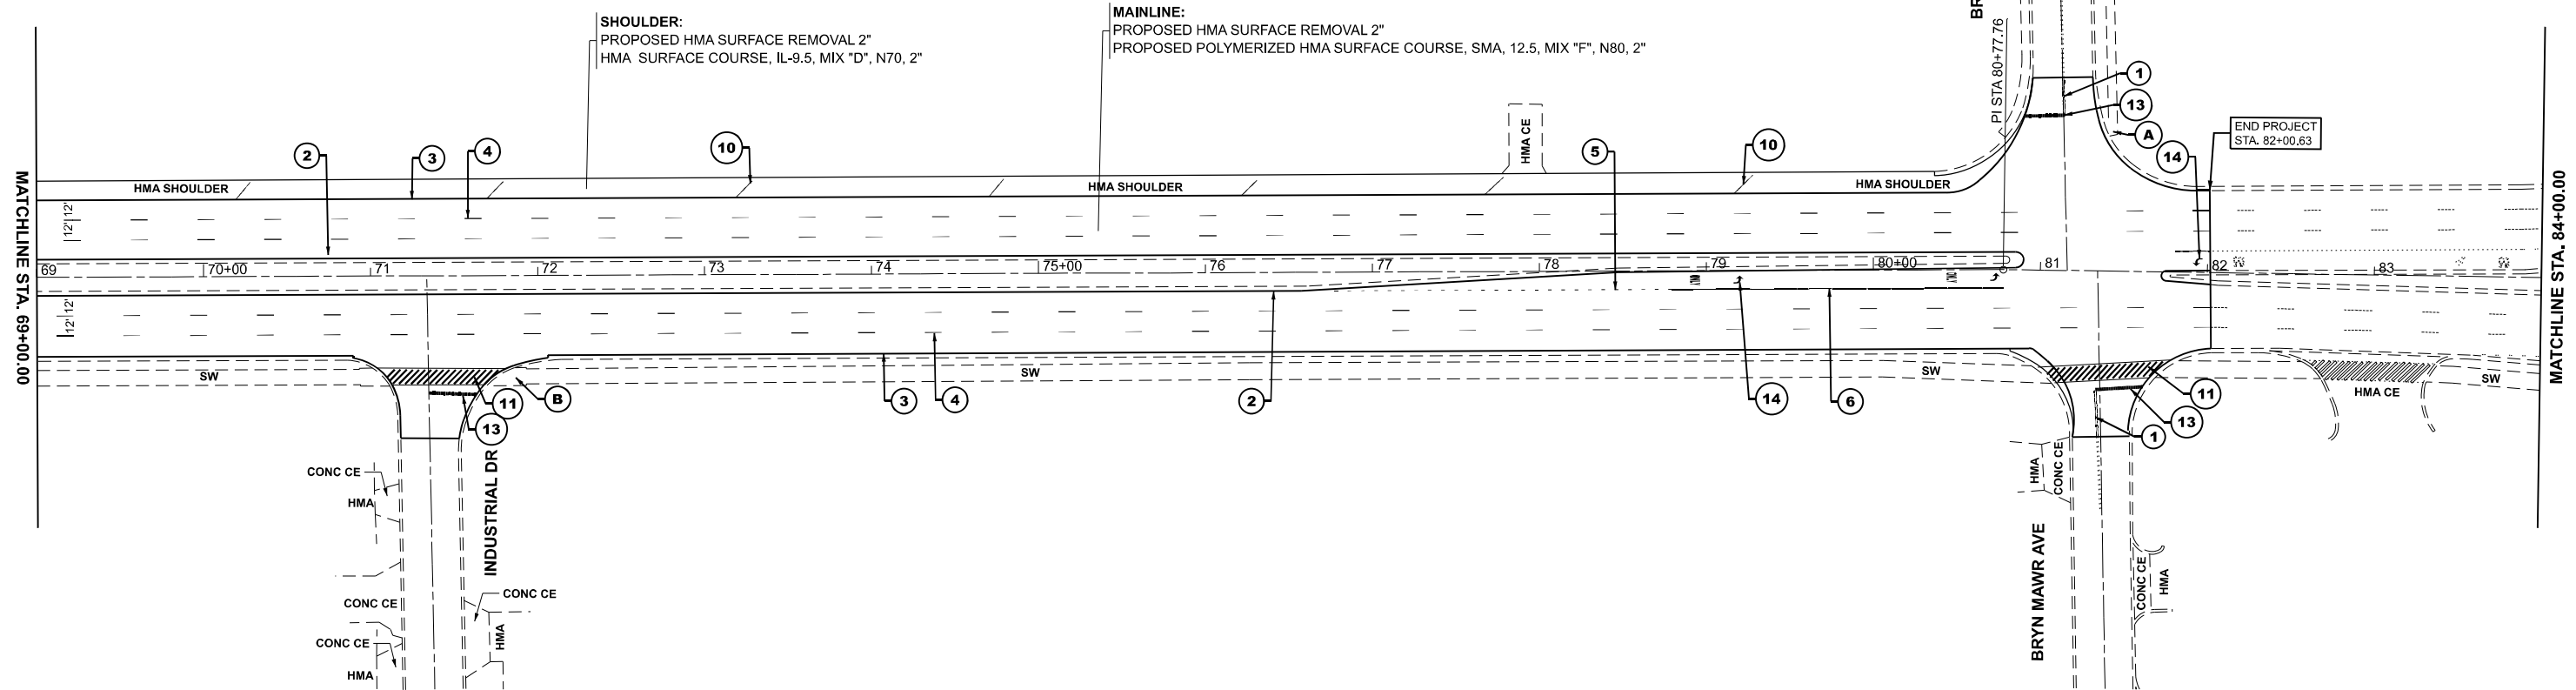 SHOULDER:
PROPOSED HMA SURFACE REMOVAL 2"
HMA SURFACE COURSE, IL-9.5, MIX "D", N70, 2"
MAINLINE:
PROPOSED HMA SURFACE REMOVAL 2"
PROPOSED POLYMERIZED HMA SURFACE COURSE, SMA, 12.5, MIX "F", N80, 2"
BR
PI STA 80+77.76
1
13
A
14
END PROJECT
STA. 82+00.63
2
3
4
10
HMA CE
5
10
MATCHLINE STA. 69+00.00
HMA SHOULDER
HMA SHOULDER
HMA SHOULDER
MATCHLINE STA. 84+00.00
12' 12'
69
70+00
71
72
73
74
75+00
76
77
78
79
80+00
81
82
83
12' 12'
SW
SW
SW
SW
HMA CE
11
B
13
3
4
2
14
6
11
13
1
INDUSTRIAL DR
CONC CE
HMA
CONC CE
CONC CE
CONC CE
HMA
HMA
HMA
CONC CE
BRYN MAWR AVE
CONC CE
HMA